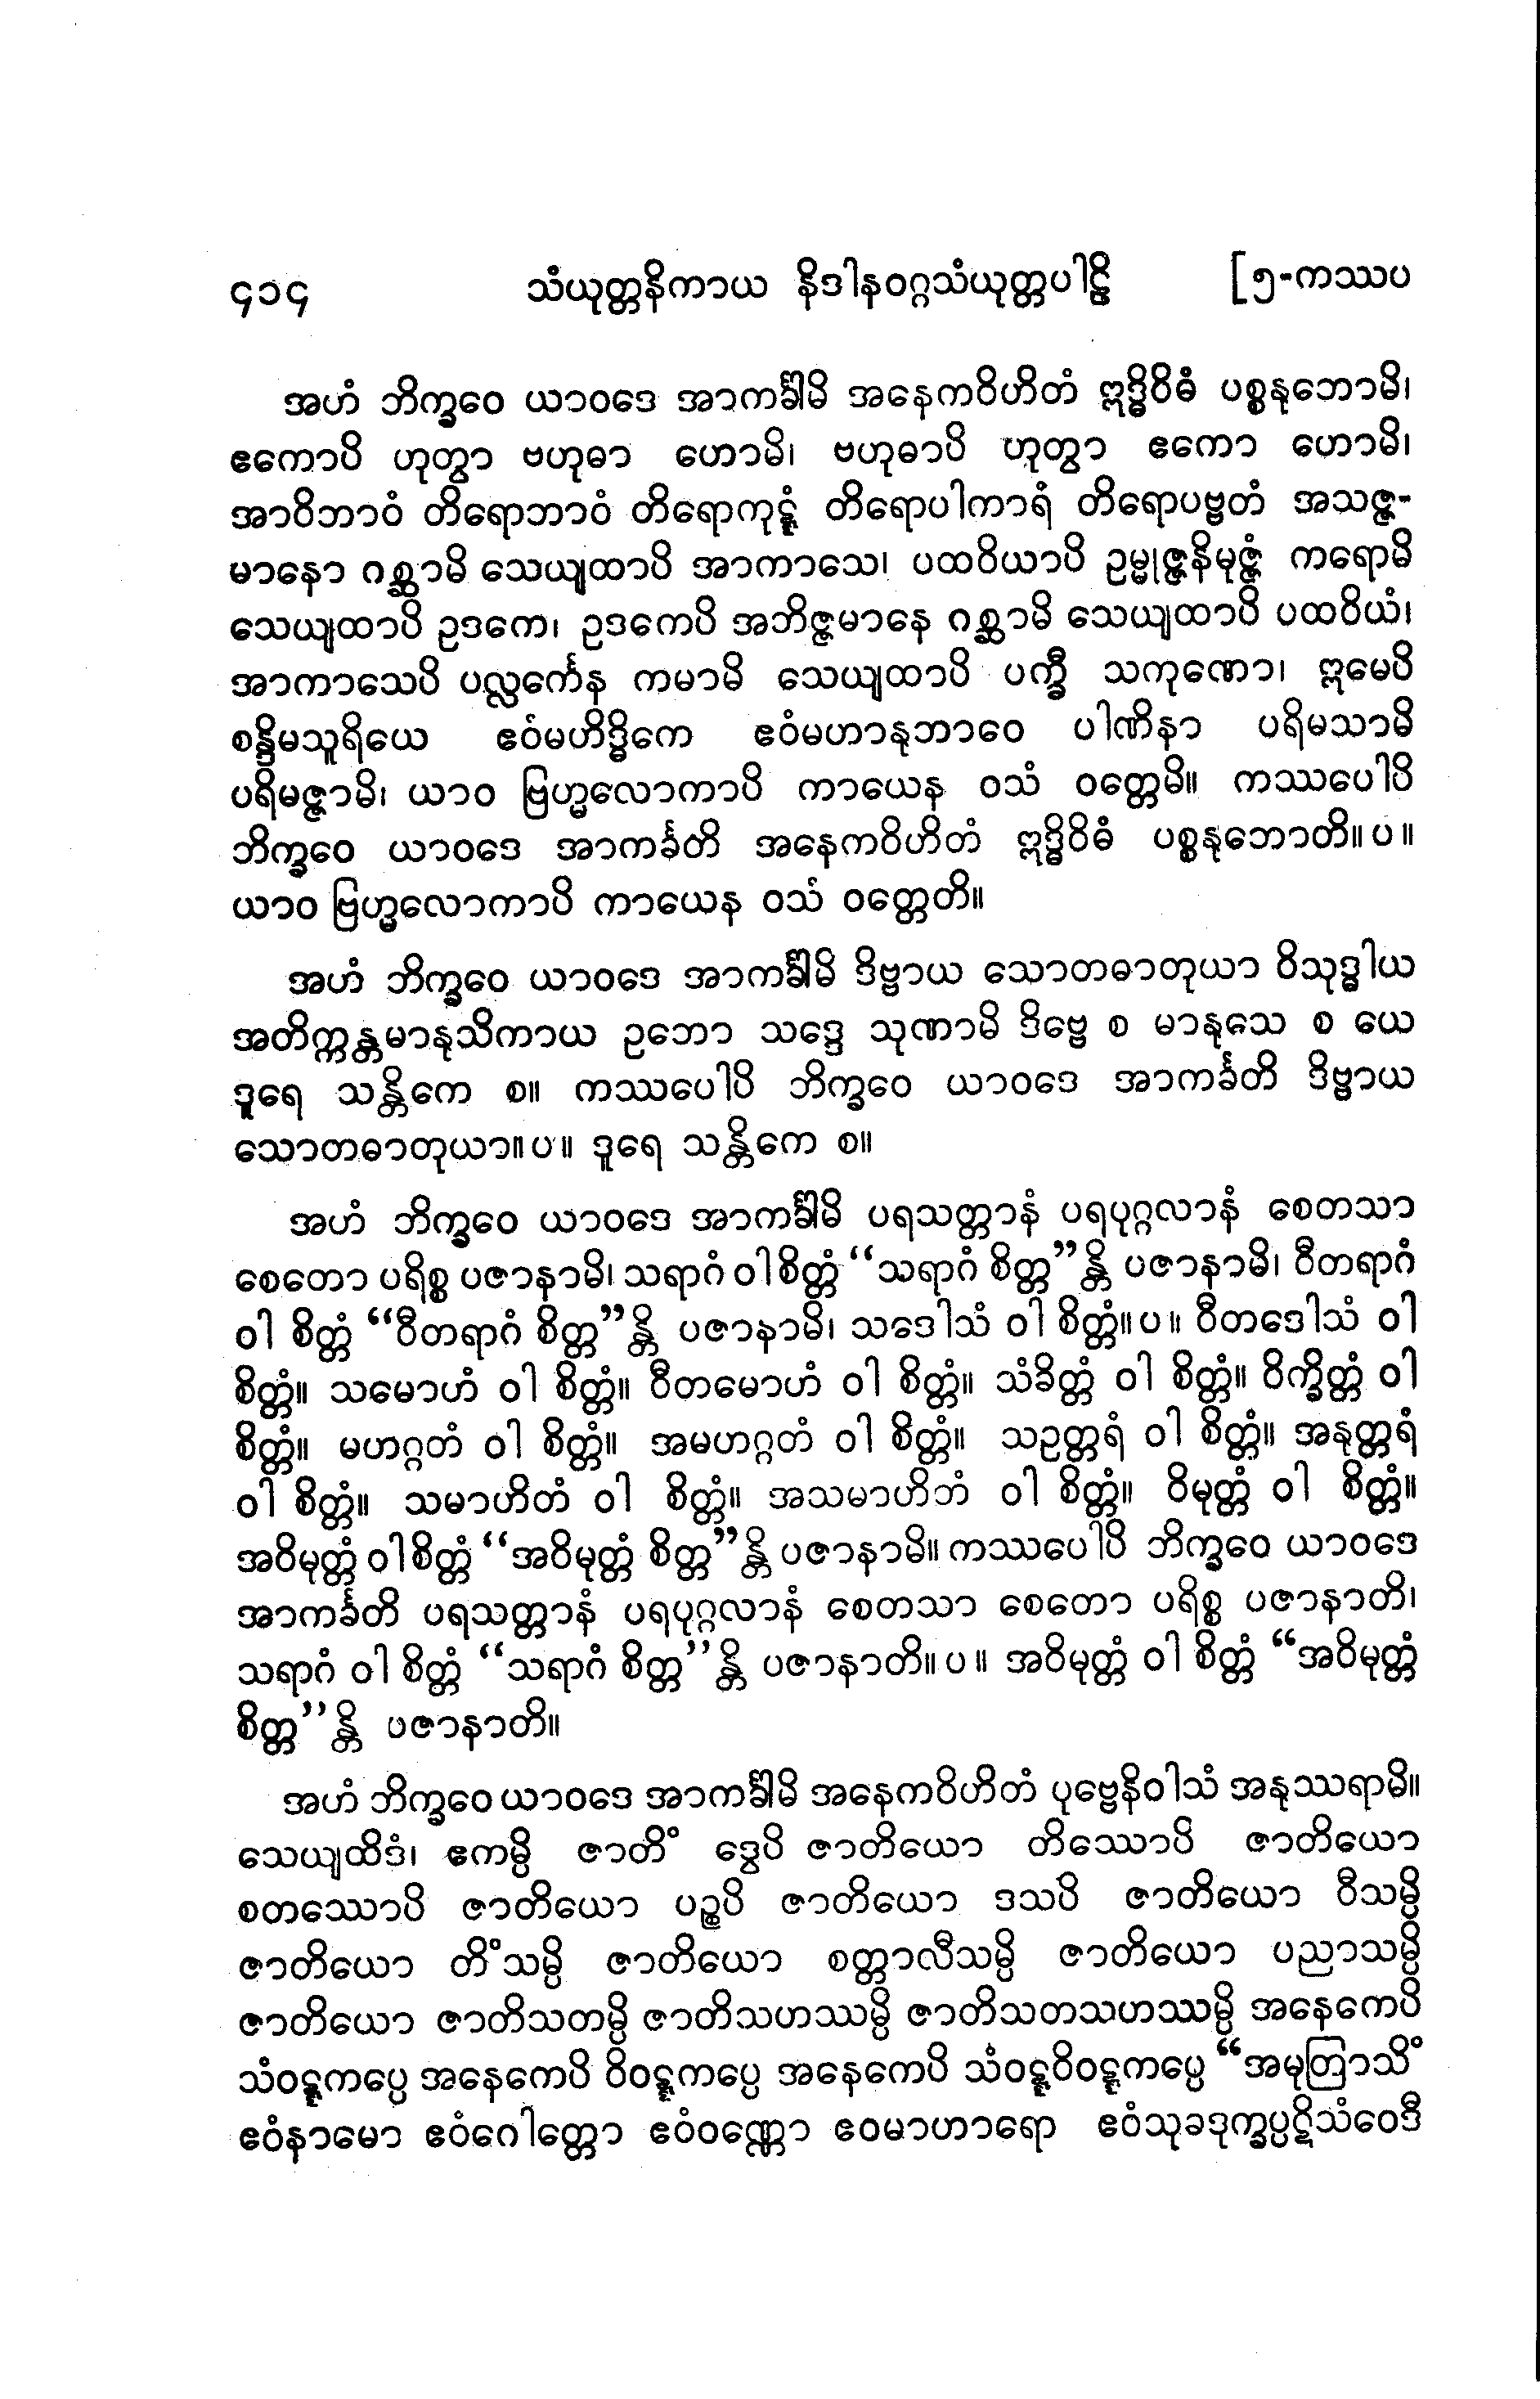 ၄၁၄ သံယုတ္တနိကာယ နိဒါနဝဂ္ဂသံယုတ္တပါဠိ [၅-ကဿပ
အဟံ ဘိက္ခဝေ ယာဝဒေ အာကင်္ခါမိ အနေကဝိဟိတံ ဣဒ္ဓိဝိဓံ ပစ္စနုဘောမိ၊
ဧကောပိ ဟုတွာ ဗဟုဓာ ဟောမိ၊ ဗဟုဓာပိ ဟုတွာ ဧကော ဟောမိ၊
အာဝိဘာဝံ တိရောဘာဝံ တိရောကုဋ္ဋံ တိရောပါကာရံ တိရောပဗ္ဗတံ အသဇ္ဇ-
မာနော ဂစ္ဆာမိ သေယျထာပိ အာကာသေ၊ ပထဝိယာပိ ဥမ္မုဇ္ဇနိမုဇ္ဇံ ကရောမိ
သေယျထာပိ ဥဒကေ၊ ဥဒကေပိ အဘိဇ္ဇမာနေ ဂစ္ဆာမိ သေယျထာပိ ပထဝိယံ၊
အာကာသေပိ ပလ္လင်္ကေန ကမာမိ သေယျထာပိ ပက္ခီ သကုဏော၊ ဣမေပိ
စန္ဒိမသူရိယေ ဧဝံမဟိဒ္ဓိကေ ဧဝံမဟာနုဘာဝေ ပါဏိနာ ပရိမသာမိ
ပရိမဇ္ဇာမိ၊ ယာဝ ဗြဟ္မလောကာပိ ကာယေန ဝသံ ဝတ္တေမိ။ ကဿပေါပိ
ဘိက္ခဝေ ယာဝဒေ အာကင်္ခတိ အနေကဝိဟိတံ ဣဒ္ဓိဝိဓံ ပစ္စနုဘောတိ။ပ။
ယာဝ ဗြဟ္မလောကာပိ ကာယေန ဝသံ ဝတ္တေတိ။
အဟံ ဘိက္ခဝေ ယာဝဒေ အာကင်္ခါမိ ဒိဗ္ဗာယ သောတဓာတုယာ ဝိသုဒ္ဓါယ
အတိက္ကန္တမာနုသိကာယ ဥဘော သဒ္ဒေ သုဏာမိ ဒိဗ္ဗေ စ မာနုသေ စ ယေ
ဒူရေ သန္တိကေ စ။ ကဿပေါပိ ဘိက္ခဝေ ယာဝဒေ အာကင်္ခတိ ဒိဗ္ဗာယ
သောတဓာတုယာ။ပ။ ဒူရေ သန္တိကေ စ။
အဟံ ဘိက္ခဝေ ယာဝဒေ အာကင်္ခါမိ ပရသတ္တာနံ ပရပုဂ္ဂလာနံ စေတသာ
စေတော ပရိစ္စ ပဇာနာမိ၊ သရာဂံ ဝါ စိတ္တံ “သရာဂံ စိတ္တ”န္တိ ပဇာနာမိ၊ ဝီတရာဂံ
ဝါ စိတ္တံ “ဝီတရာဂံ စိတ္တ”န္တိ ပဇာနာမိ၊ သဒေါသံ ဝါ စိတ္တံ။ပ။ ဝီတဒေါသံ ဝါ
စိတ္တံ။ သမောဟံ ဝါ စိတ္တံ။ ဝီတမောဟံ ဝါ စိတ္တံ။ သံခိတ္တံ ဝါ စိတ္တံ။ ဝိက္ခိတ္တံ ဝါ
စိတ္တံ။ မဟဂ္ဂတံ ဝါ စိတ္တံ။ အမဟဂ္ဂတံ ဝါ စိတ္တံ။ သဥတ္တရံ ဝါ စိတ္တံ။ အနုတ္တရံ
ဝါ စိတ္တံ။ သမာဟိတံ ဝါ စိတ္တံ။ အသမာဟိဘံ ဝါ စိတ္တံ။ ဝိမုတ္တံ ဝါ စိတ္တံ။
အဝိမုတ္တံ ဝါ စိတ္တံ “အဝိမုတ္တံ စိတ္တ”န္တိ ပဇာနာမိ။ ကဿပေါပိ ဘိက္ခဝေ ယာဝဒေ
အာကင်္ခတိ ပရသတ္တာနံ ပရပုဂ္ဂလာနံ စေတသာ စေတော ပရိစ္စ ပဇာနာတိ၊
သရာဂံ ဝါ စိတ္တံ “သရာဂံ စိတ္တ”န္တိ ပဇာနာတိ။ပ။ အဝိမုတ္တံ ဝါ စိတ္တံ “အဝိမုတ္တံ
စိတ္တ”န္တိ ပဇာနာတိ။
အဟံ ဘိက္ခဝေ ယာဝဒေ အာကင်္ခါမိ အနေကဝိဟိတံ ပုဗ္ဗေနိဝါသံ အနုဿရာမိ။
သေယျထိဒံ၊ ဧကမ္ပိ ဇာတိံ ဒွေပိ ဇာတိယော တိဿောပိ ဇာတိယော
စတဿောပိ ဇာတိယော ပဉ္စပိ ဇာတိယော ဒသပိ ဇာတိယော ဝီသမ္ပိ
ဇာတိယော တိံသမ္ပိ ဇာတိယော စတ္တာလီသမ္ပိ ဇာတိယော ပညာသမ္ပိ
ဇာတိယော ဇာတိသတမ္ပိ ဇာတိသဟဿမ္ပိ ဇာတိသတသဟဿမ္ပိ အနေကေပိ
သံဝဋ္ဋကပ္ပေ အနေကေပိ ဝိဝဋ္ဋကပ္ပေ အနေကေပိ သံဝဋ္ဋဝိဝဋ္ဋကပ္ပေ “အမုတြာသိံ
ဧဝံနာမော ဧဝံဂေါတ္တော ဧဝံဝဏ္ဏော ဧဝမာဟာရော ဧဝံသုခဒုက္ခပ္ပဋိသံဝေဒီ